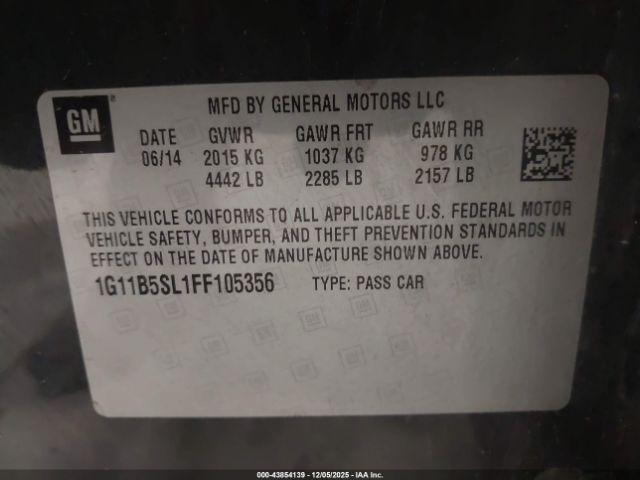 GM
MFD BY GENERAL MOTORS LLC
DATE GVWR GAWR FRT GAWR RR
06/14 2015 KG 1037 KG 978 KG
4442 LB 2285 LB 2157 LB
THIS VEHICLE CONFORMS TO ALL APPLICABLE U.S. FEDERAL MOTOR
VEHICLE SAFETY, BUMPER, AND THEFT PREVENTION STANDARDS IN
EFFECT ON THE DATE OF MANUFACTURE SHOWN ABOVE.
1G11B5SL1FF105356 TYPE: PASS CAR
000-43854139 - 12/05/2025 - IAA Inc.